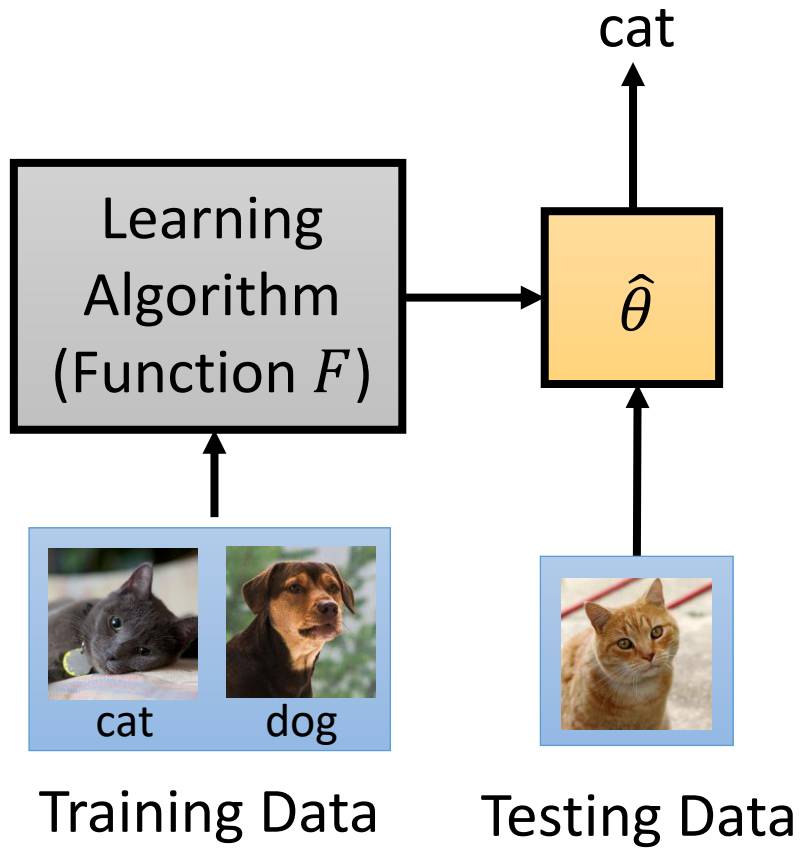 cat
Learning
Algorithm
(Function F)
θ̂
cat
dog
Training Data
Testing Data